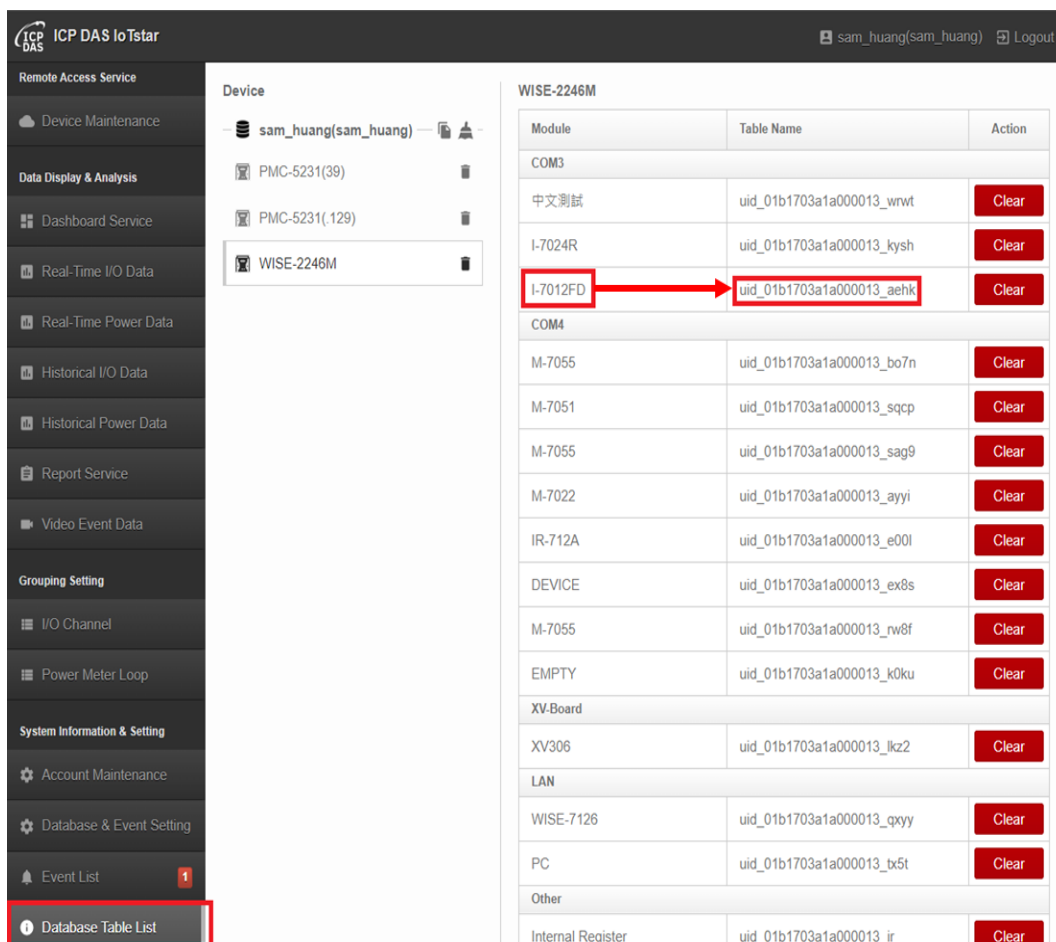 ICP DAS
ICP DAS IoTstar
sam_huang(sam_huang) Logout
Remote Access Service
Device Maintenance
Data Display & Analysis
Dashboard Service
Real-Time I/O Data
Real-Time Power Data
Historical I/O Data
Historical Power Data
Report Service
Video Event Data
Grouping Setting
I/O Channel
Power Meter Loop
System Information & Setting
Account Maintenance
Database & Event Setting
Event List 1
Database Table List
Device
sam_huang(sam_huang)
PMC-5231(39)
PMC-5231(.129)
WISE-2246M
WISE-2246M
Module Table Name Action
COM3
中文測試 uid_01b1703a1a000013_wrwt Clear
I-7024R uid_01b1703a1a000013_kysh Clear
I-7012FD uid_01b1703a1a000013_aehk Clear
COM4
M-7055 uid_01b1703a1a000013_bo7n Clear
M-7051 uid_01b1703a1a000013_sqcp Clear
M-7055 uid_01b1703a1a000013_sag9 Clear
M-7022 uid_01b1703a1a000013_ayyi Clear
IR-712A uid_01b1703a1a000013_e00l Clear
DEVICE uid_01b1703a1a000013_ex8s Clear
M-7055 uid_01b1703a1a000013_rw8f Clear
EMPTY uid_01b1703a1a000013_k0ku Clear
XV-Board
XV306 uid_01b1703a1a000013_lkz2 Clear
LAN
WISE-7126 uid_01b1703a1a000013_qxyy Clear
PC uid_01b1703a1a000013_tx5t Clear
Other
Internal Register uid_01b1703a1a000013_ir Clear